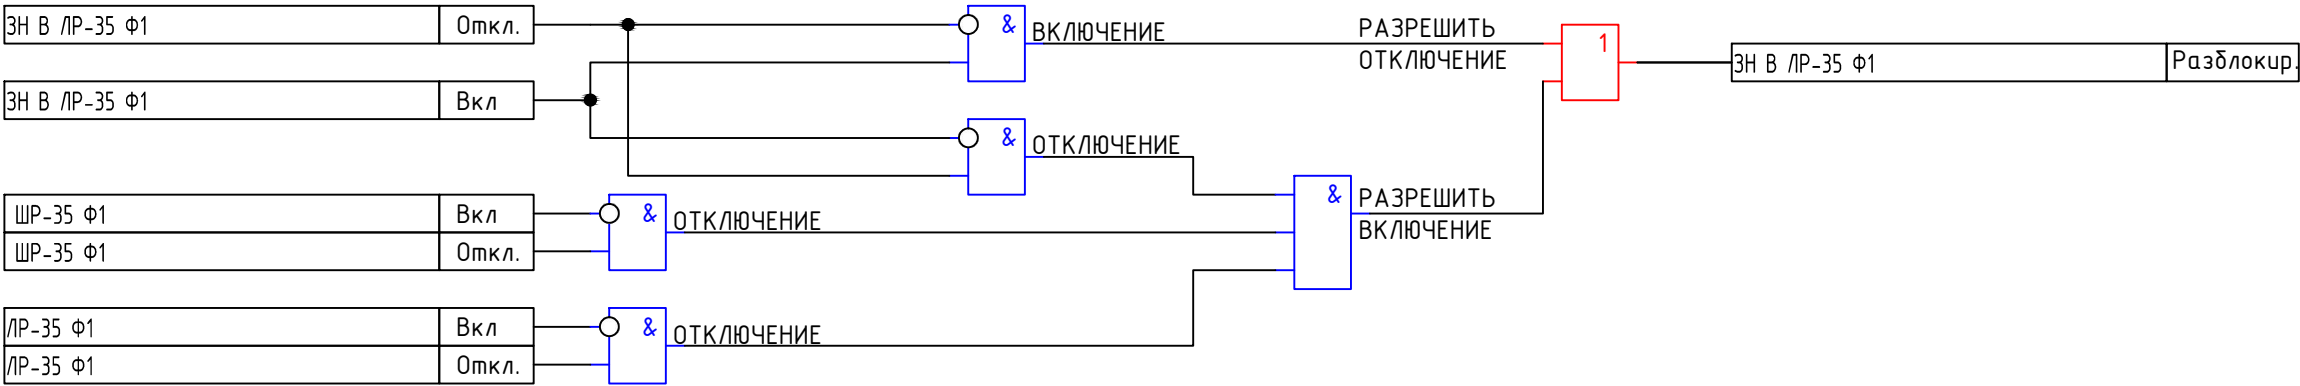 ЗН В ЛР-35 Ф1 Откл.
& ВКЛЮЧЕНИЕ
РАЗРЕШИТЬ
ОТКЛЮЧЕНИЕ
1
ЗН В ЛР-35 Ф1 Разблокир.
ЗН В ЛР-35 Ф1 Вкл
& ОТКЛЮЧЕНИЕ
ШР-35 Ф1 Вкл
ШР-35 Ф1 Откл.
& ОТКЛЮЧЕНИЕ
&
РАЗРЕШИТЬ
ВКЛЮЧЕНИЕ
ЛР-35 Ф1 Вкл
ЛР-35 Ф1 Откл.
& ОТКЛЮЧЕНИЕ